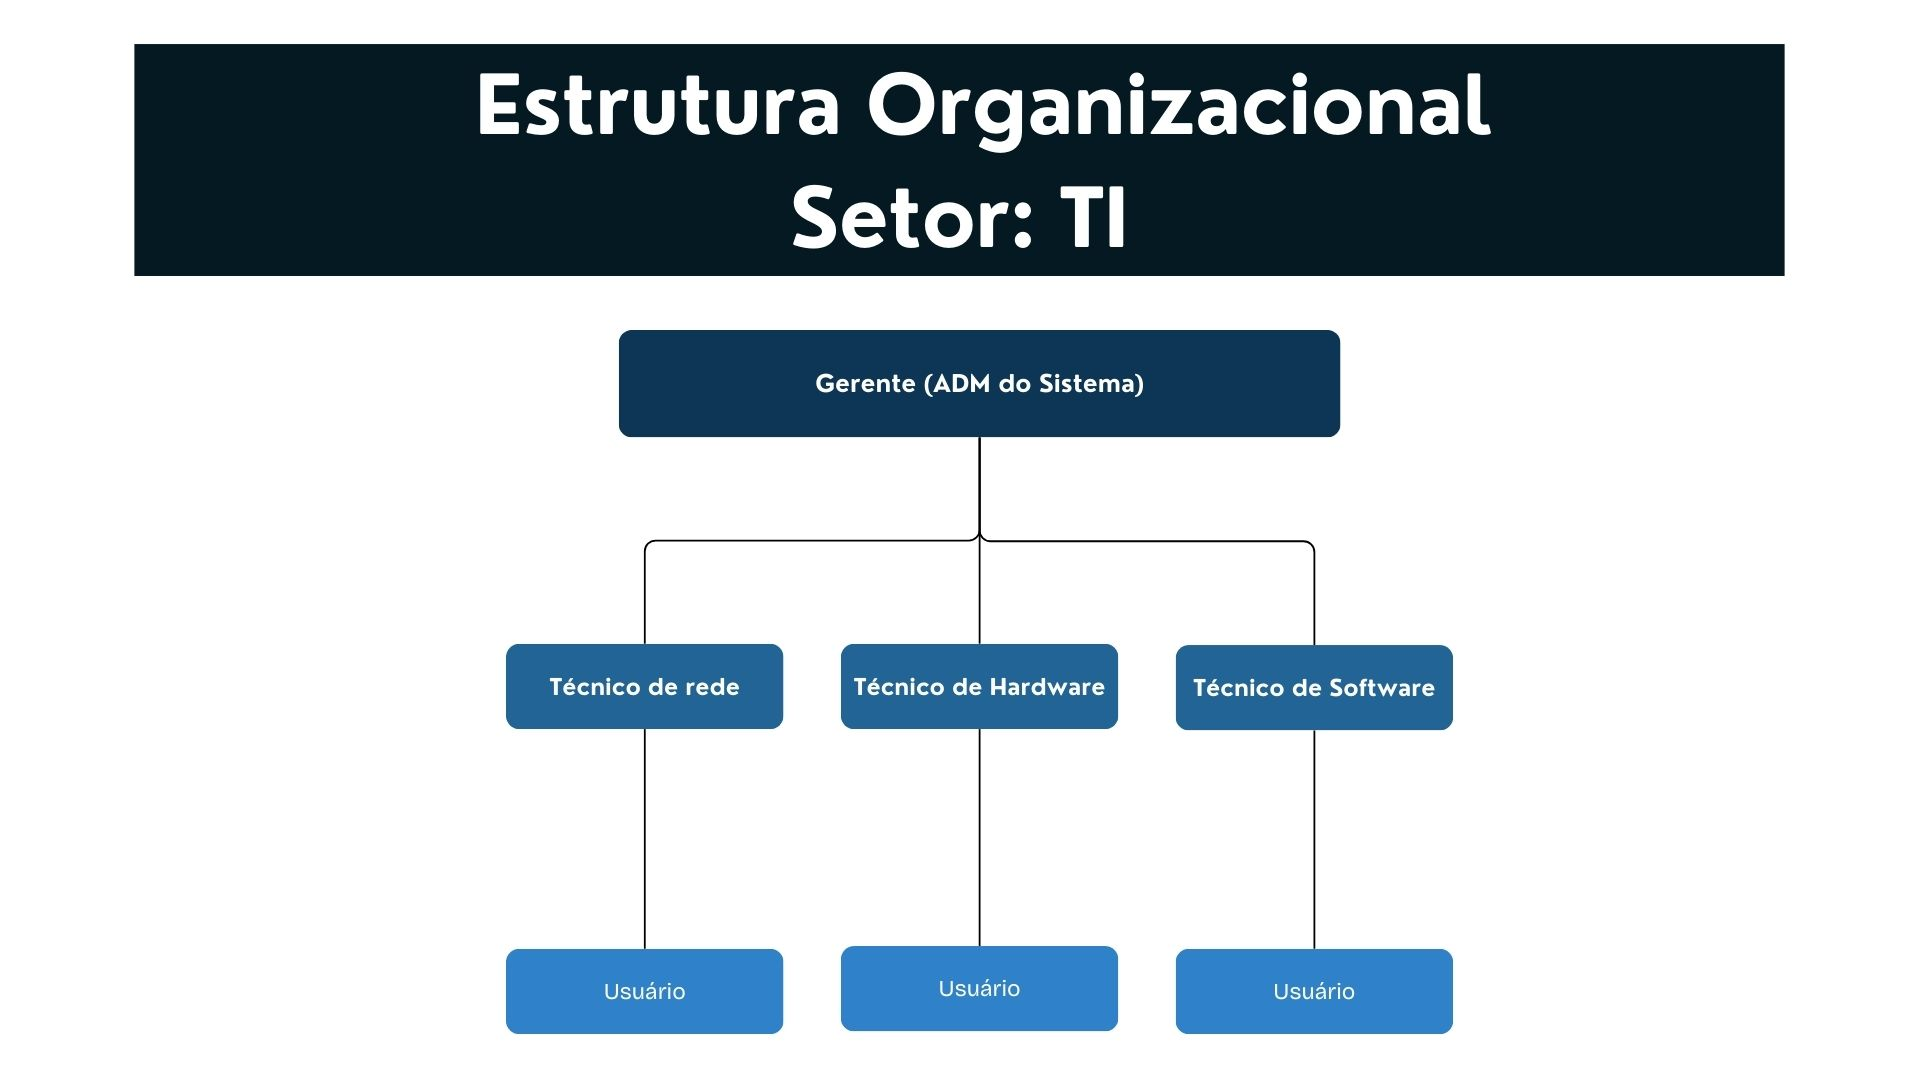 Estrutura Organizacional
Setor: TI
Gerente (ADM do Sistema)
Técnico de rede
Técnico de Hardware
Técnico de Software
Usuário
Usuário
Usuário